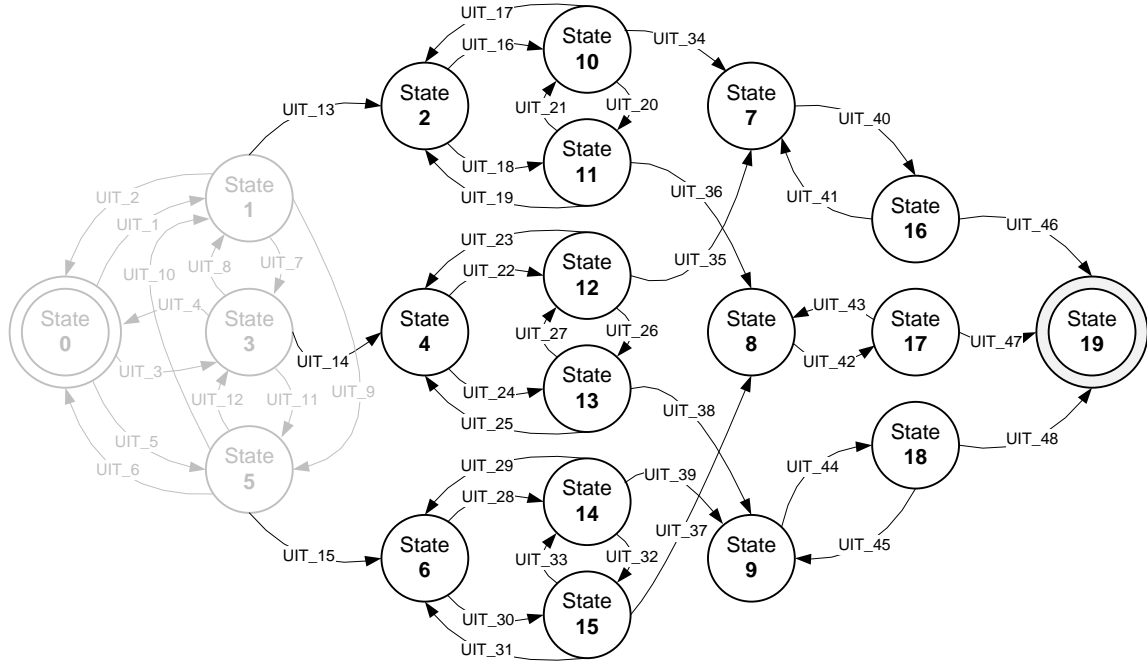 UIT_17
State
10
UIT_34
UIT_16
UIT_13
State
2
UIT_21
UIT_20
State
7
UIT_40
UIT_18
State
11
UIT_19
UIT_36
UIT_2
State
1
UIT_1
UIT_41
State
16
UIT_46
UIT_10
UIT_8
UIT_7
UIT_23
UIT_22
State
12
UIT_35
UIT_4
State
0
State
3
UIT_14
State
4
UIT_27
UIT_26
State
8
UIT_43
UIT_42
State
17
UIT_47
State
19
UIT_3
UIT_12
UIT_11
UIT_9
UIT_24
State
13
UIT_25
UIT_38
UIT_5
UIT_6
State
5
State
18
UIT_48
UIT_29
UIT_28
State
14
UIT_39
UIT_44
UIT_37
UIT_15
State
6
UIT_33
UIT_32
State
9
UIT_45
UIT_30
State
15
UIT_31